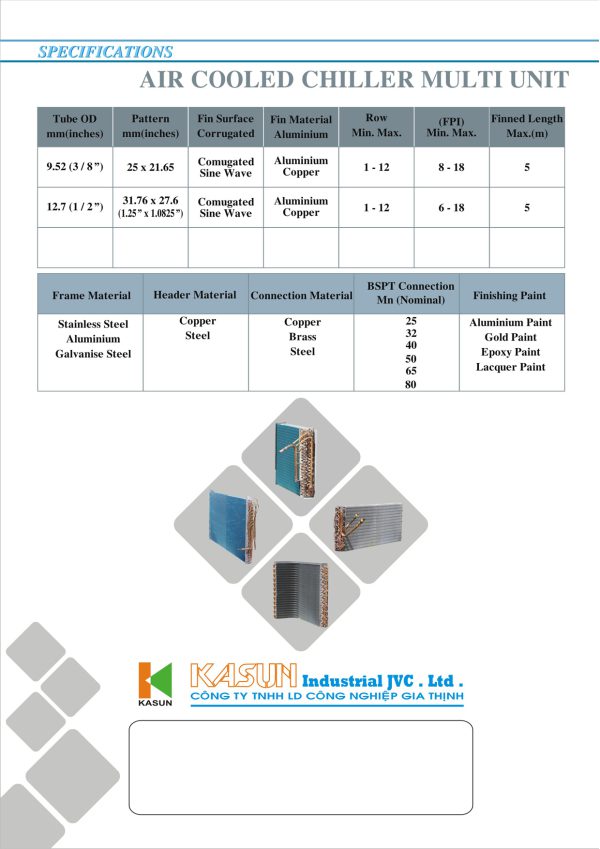 SPECIFICATIONS
AIR COOLED CHILLER MULTI UNIT
Tube OD Pattern Fin Surface Fin Material Row (FPI) Finned Length
mm(inches) mm(inches) Corrugated Aluminium Min. Max. Min. Max. Max.(m)
9.52 (3 / 8”) 25 x 21.65 Comugated Sine Wave Aluminium Copper 1 - 12 8 - 18 5
12.7 (1 / 2”) 31.76 x 27.6 (1.25” x 1.0825”) Comugated Sine Wave Aluminium Copper 1 - 12 6 - 18 5
Frame Material Header Material Connection Material BSPT Connection Mn (Nominal) Finishing Paint
Stainless Steel Copper Copper 25 Aluminium Paint
Aluminium Steel Brass 32 Gold Paint
Galvanise Steel Steel 40 Epoxy Paint
50 Lacquer Paint
65
80
KASUN
KASUN Industrial JVC . Ltd .
CÔNG TY TNHH LD CÔNG NGHIỆP GIA THỊNH